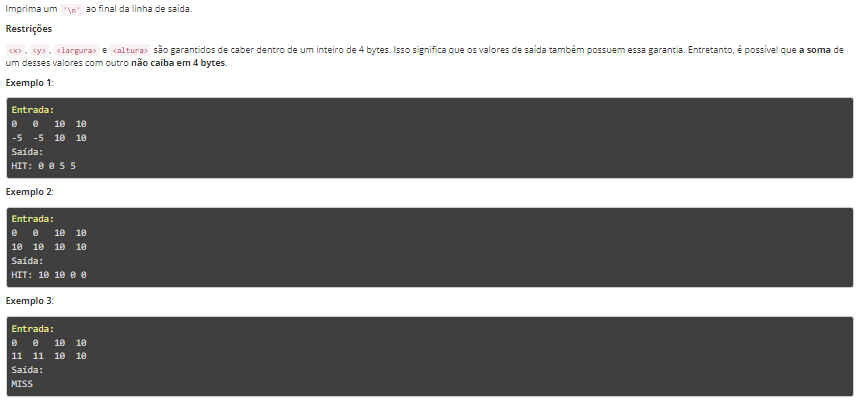 Imprima um '\n' ao final da linha de saída.
Restrições
<x>, <y>, <largura> e <altura> são garantidos de caber dentro de um inteiro de 4 bytes. Isso significa que os valores de saída também possuem essa garantia. Entretanto, é possível que a soma de
um desses valores com outro não caiba em 4 bytes.
Exemplo 1:
Entrada:
0   0   10  10
-5  -5  10  10
Saída:
HIT: 0 0 5 5
Exemplo 2:
Entrada:
0   0   10  10
10  10  10  10
Saída:
HIT: 10 10 0 0
Exemplo 3:
Entrada:
0   0   10  10
11  11  10  10
Saída:
MISS